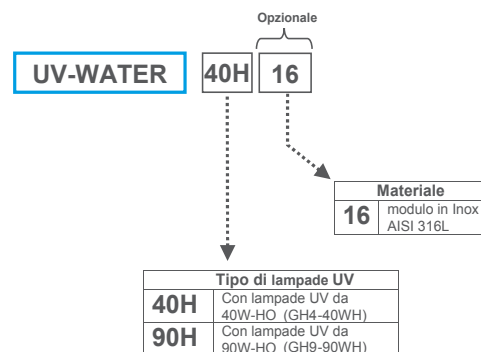 Opzionale
UV-WATER 40H 16
Materiale
16 modulo in Inox
AISI 316L
Tipo di lampade UV
40H Con lampade UV da
40W-HO (GH4-40WH)
90H Con lampade UV da
90W-HO (GH9-90WH)